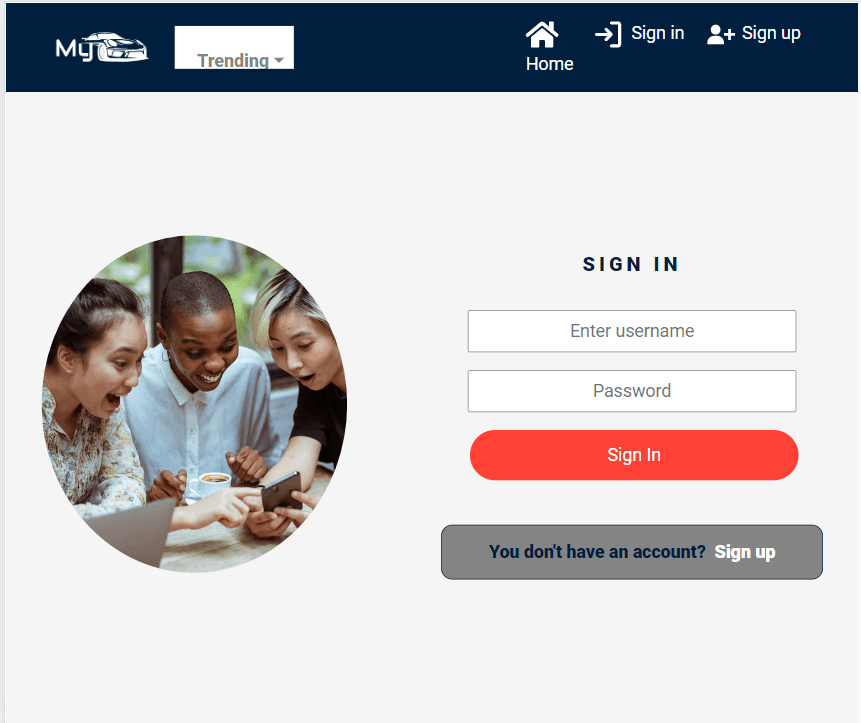 My
Trending
Home
Sign in
Sign up
SIGN IN
Enter username
Password
Sign In
You don't have an account? Sign up